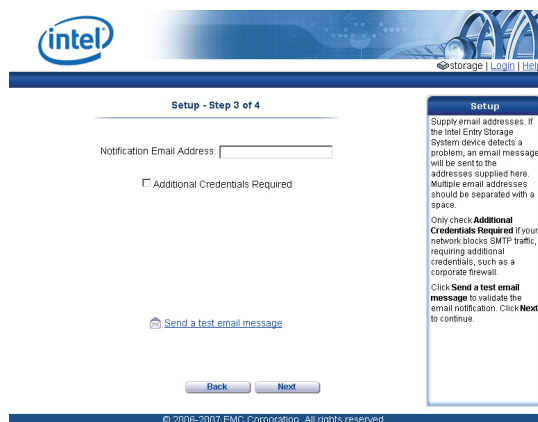 intel
storage | Login | Help
Setup - Step 3 of 4
Notification Email Address:
Additional Credentials Required
Send a test email message
Back Next
Setup
Supply email addresses. If
the Intel Entry Storage
System device detects a
problem, an email message
will be sent to the
addresses supplied here.
Multiple email addresses
should be separated with a
space.
Only check Additional
Credentials Required if your
network blocks SMTP traffic,
requiring additional
credentials, such as a
corporate firewall.
Click Send a test email
message to validate the
email notification. Click Next
to continue.
© 2006-2007 EMC Corporation. All rights reserved.